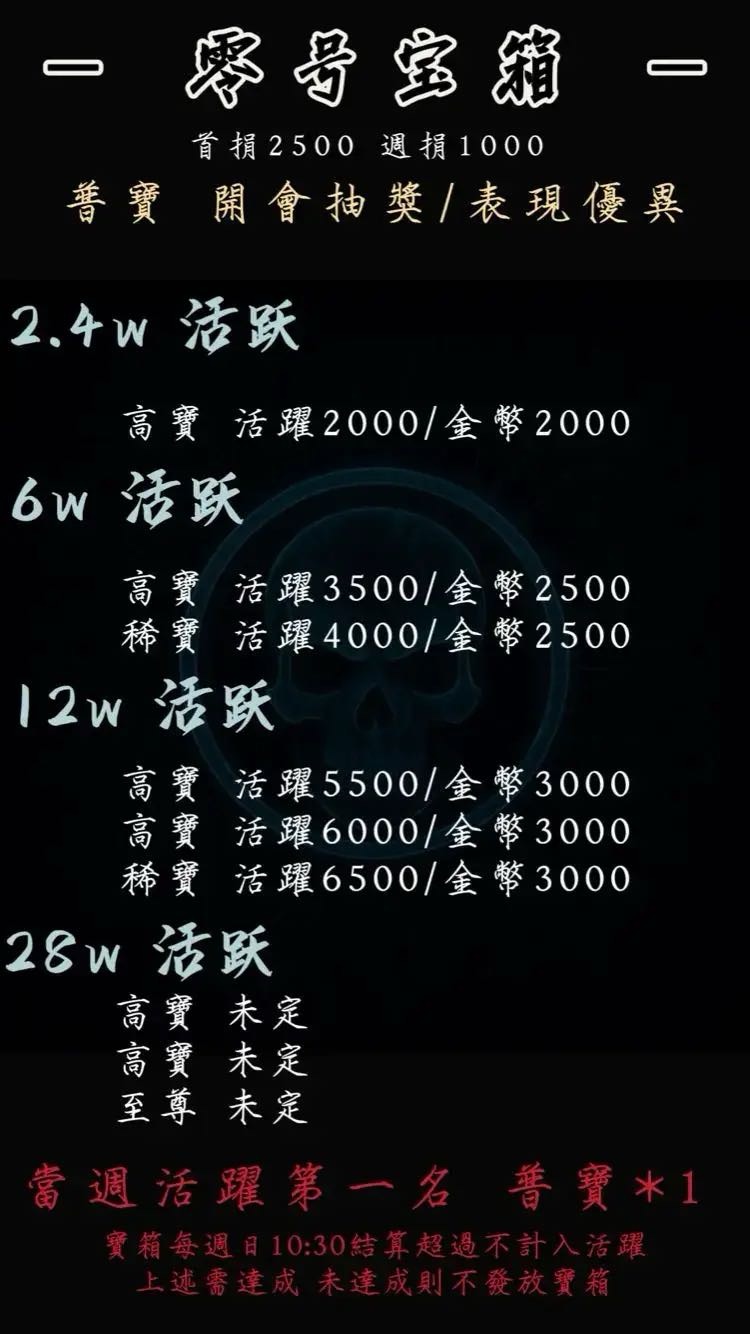 — 零号宝箱 —
首捐2500 週捐1000
普寶 開會抽獎/表現優異
2.4w 活跃
高寶 活躍2000/金幣2000
6w 活跃
高寶 活躍3500/金幣2500
稀寶 活躍4000/金幣2500
12w 活跃
高寶 活躍5500/金幣3000
高寶 活躍6000/金幣3000
稀寶 活躍6500/金幣3000
28w 活跃
高寶 未定
高寶 未定
至尊 未定
當週活躍第一名 普寶*1
寶箱每週日10:30結算超過不計入活躍
上述需達成 未達成則不發放寶箱